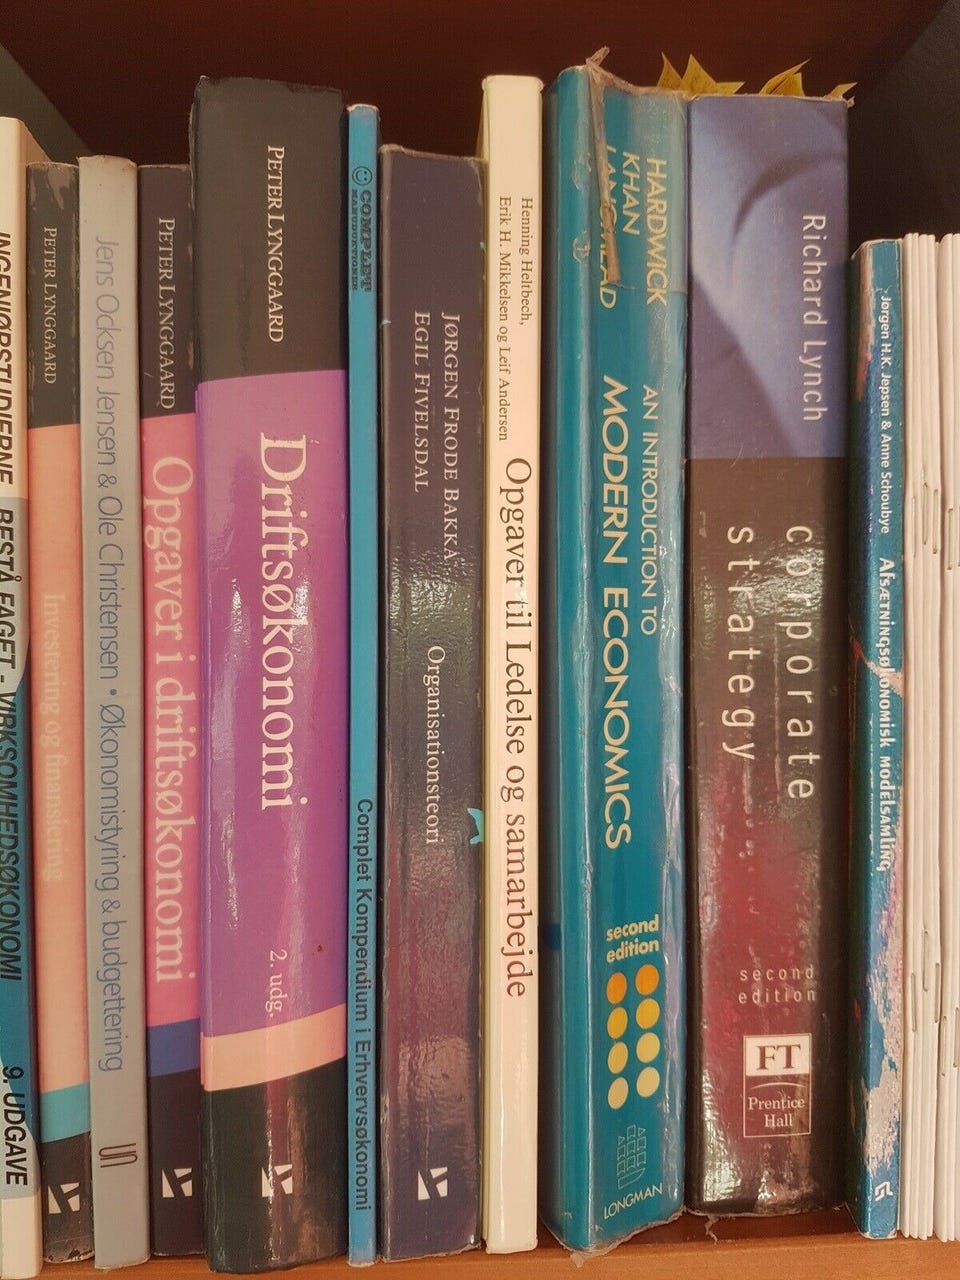 INGENIØRSTUDIERNE BESTÅ FAGET - VIRKSOMHEDSØKONOMI 9. UDGAVE
PETER LYNGGAARD
Investering og finansiering
Jens Ocksen Jensen & Ole Christensen • Økonomistyring & budgettering
PETER LYNGGAARD
Opgaver i driftsøkonomi
PETER LYNGGAARD
Driftsøkonomi
2. udg.
COMPLET
MANUDUKTIONER
Complet Kompendium i Erhvervsøkonomi
JØRGEN FRODE BAKKA
EGIL FIVELSDAL
Organisationsteori
Henning Heltbech,
Erik H. Mikkelsen og Leif Andersen
Opgaver til Ledelse og samarbejde
HARDWICK
KHAN
LANGMEAD
AN INTRODUCTION TO
MODERN ECONOMICS
second
edition
LONGMAN
Richard Lynch
corporate
strategy
second
edition
FT
Prentice
Hall
Jørgen H.K. Jepsen & Anne Schoubye
AFSÆTNINGSØKONOMISK MODELSAMLING